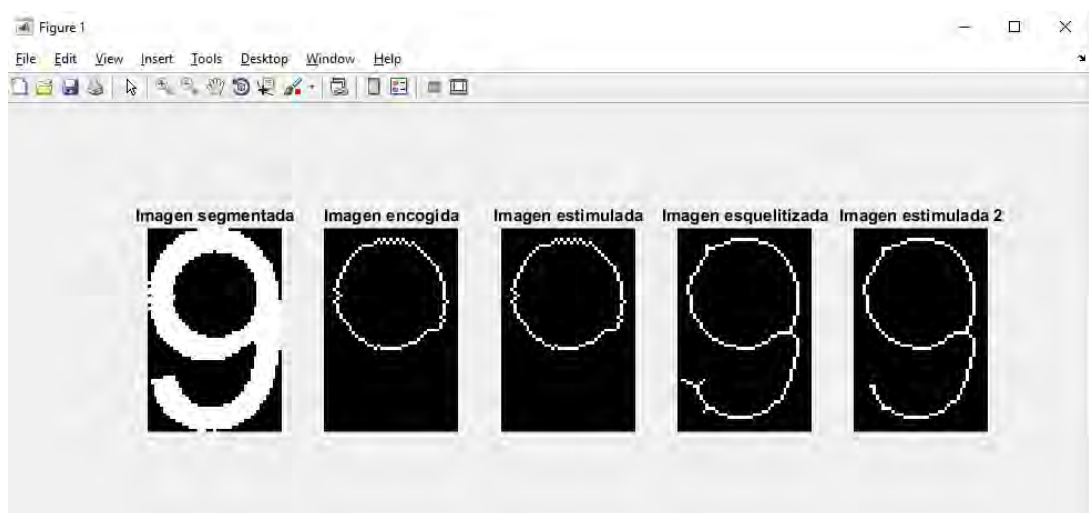 Figure 1
File Edit View Insert Tools Desktop Window Help
Imagen segmentada Imagen encogida Imagen estimulada Imagen esquelitizada Imagen estimulada 2
9